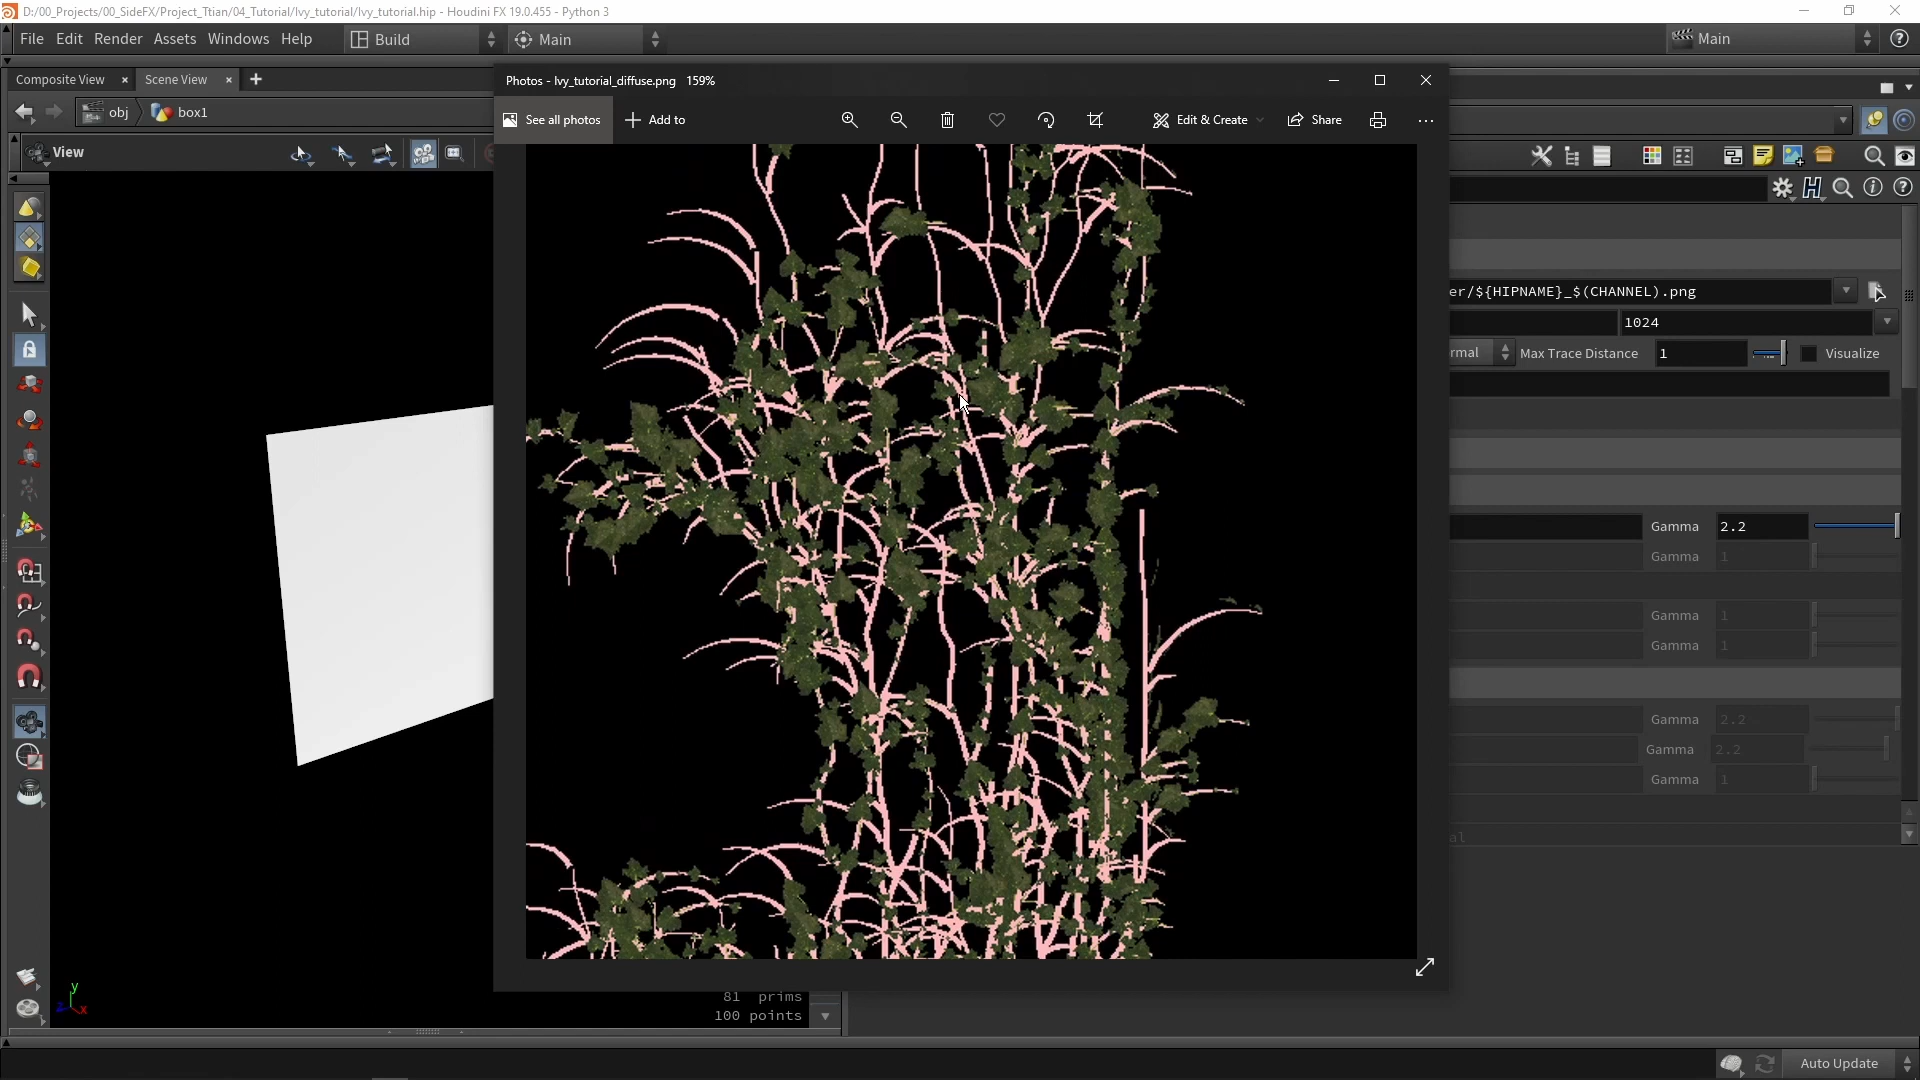 D:/00_Projects/00_SideFX/Project_Ttian/04_Tutorial/Ivy_tutorial/Ivy_tutorial.hip - Houdini FX 19.0.455 - Python 3
File Edit Render Assets Windows Help Build Main Main
Composite View Scene View
Photos - Ivy_tutorial_diffuse.png 159%
obj box1
See all photos Add to Edit & Create Share
View
er/${HIPNAME}_$(CHANNEL).png
1024
rmal Max Trace Distance 1 Visualize
Gamma 2.2
Gamma 1
Gamma 1
Gamma 1
Gamma 2.2
Gamma 2.2
Gamma 1
al
y
x
81 prims
100 points
Auto Update